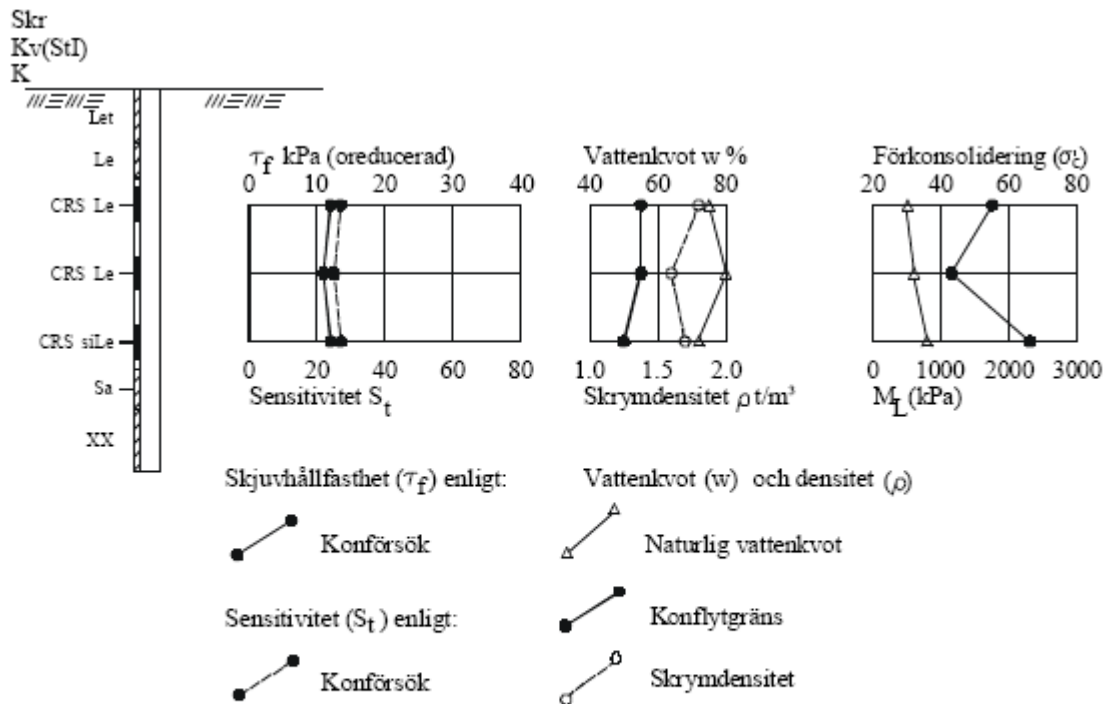 Skr
Kv(StI)
K
Let
Le
CRS Le
CRS Le
CRS siLe
Sa
XX
τf kPa (oreducerad)
0 10 20 30 40
0 20 40 60 80
Sensitivitet St
Vattenkvot w %
40 60 80
1.0 1.5 2.0
Skrymdensitet ρ t/m³
Förkonsolidering (σć)
20 40 60 80
0 1000 2000 3000
ML (kPa)
Skjuvhållfasthet (τf) enligt:
Konförsök
Sensitivitet (St) enligt:
Konförsök
Vattenkvot (w) och densitet (ρ)
Naturlig vattenkvot
Konflytgräns
Skrymdensitet